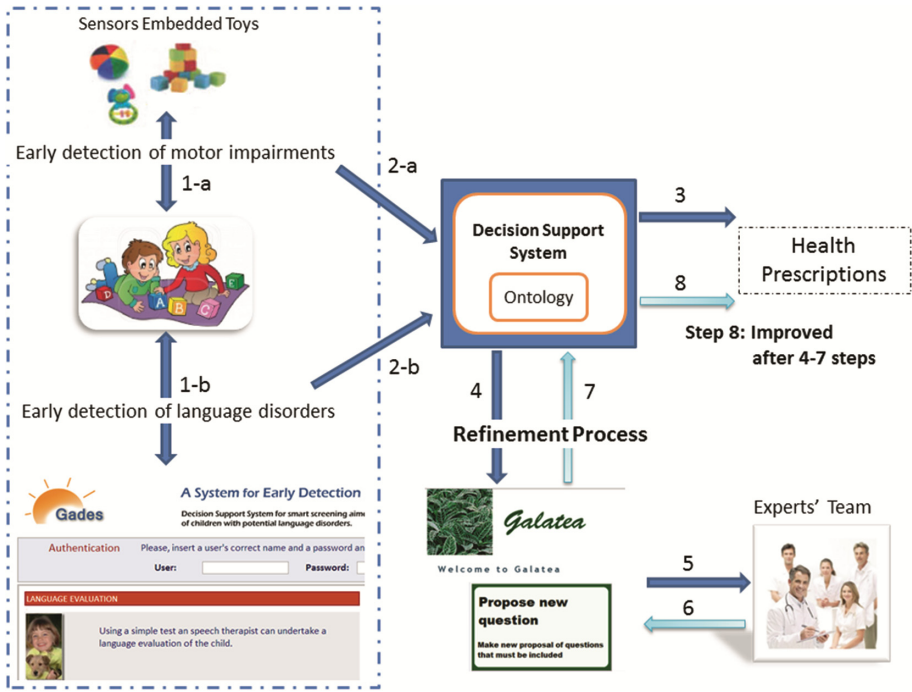 Sensors Embedded Toys
Early detection of motor impairments
2-a
1-a
3
Decision Support
System
Ontology
Health
Prescriptions
8
D
A
B
C
E
Step 8: Improved
after 4-7 steps
1-b
2-b
4
7
Early detection of language disorders
Refinement Process
Gades
A System for Early Detection
Decision Support System for smart screening aime
of children with potential language disorders.
Galatea
Experts' Team
Authentication
Please, insert a user's correct name and a password an
User:
Password:
Welcome to Galatea
5
6
LANGUAGE EVALUATION
Using a simple test an speech therapist can undertake a
language evaluation of the child.
Propose new
question
Make new proposal of questions
that must be included